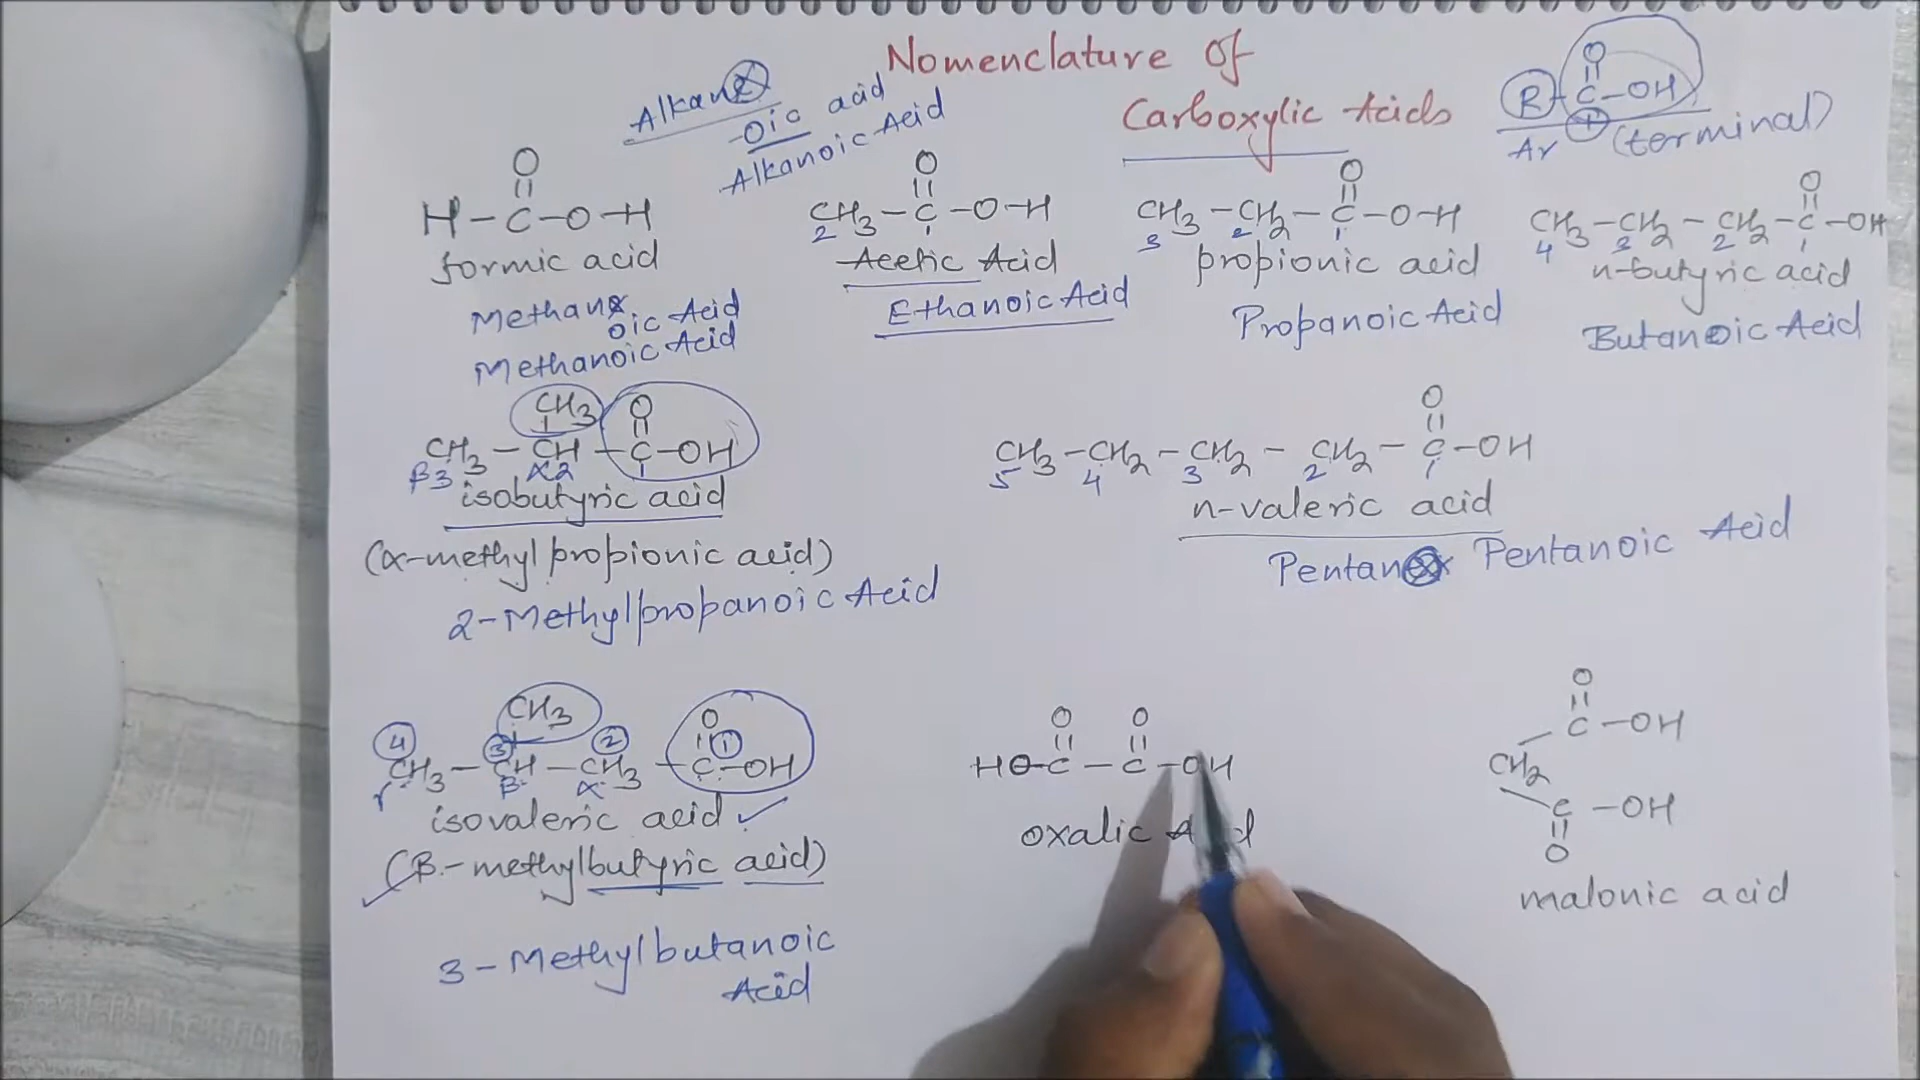 Nomenclature Of
Carboxylic Acids
Alkane
oic acid
Alkanoic Acid
O
R-C-OH
1
Ar (terminal)
O
H-C-O-H
formic acid
Methane
oic Acid
Methanoic Acid
O
CH3-C-O-H
2 1
Acetic Acid
Ethanoic Acid
O
CH3-CH2-C-O-H
3 2 1
propionic acid
Propanoic Acid
O
CH3-CH2-CH2-C-OH
4 3 2 1
n-butyric acid
Butanoic Acid
CH3 O
CH3-CH-C-OH
β3 α2 1
isobutyric acid
(α-methylpropionic acid)
2-Methylpropanoic Acid
O
CH3-CH2-CH2-CH2-C-OH
5 4 3 2 1
n-valeric acid
Pentane Pentanoic Acid
CH3 O
4 3 2 1
CH3-CH-CH3-C-OH
γ β α
isovaleric acid ✓
(β-methylbutyric acid)
3-Methylbutanoic
Acid
O O
HO-C-C-OH
oxalic
O
C-OH
CH2
C-OH
O
malonic acid